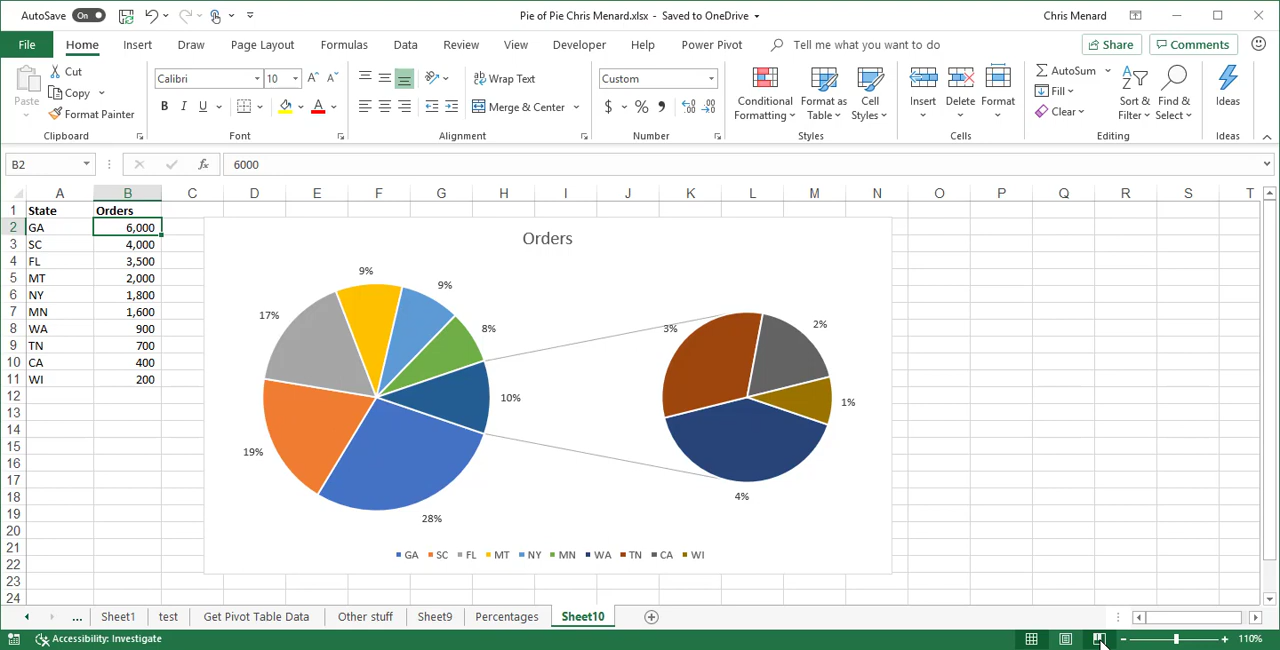 AutoSave On Pie of Pie Chris Menard.xlsx - Saved to OneDrive Chris Menard
File Home Insert Draw Page Layout Formulas Data Review View Developer Help Power Pivot Tell me what you want to do Share Comments
Paste Cut Copy Format Painter
Calibri 10 A A B I U A
Wrap Text Merge & Center
Custom $ % 9 .00
Conditional Formatting Format as Table Cell Styles
Insert Delete Format
AutoSum Fill Clear Sort & Filter Find & Select
Ideas
Clipboard Font Alignment Number Styles Cells Editing Ideas
B2 fx 6000
A B C D E F G H I J K L M N O P Q R S T
1 State Orders
2 GA 6,000
3 SC 4,000
4 FL 3,500
5 MT 2,000
6 NY 1,800
7 MN 1,600
8 WA 900
9 TN 700
10 CA 400
11 WI 200
12
13
14
15
16
17
18
19
20
21
22
23
24
Orders
9%
9%
17%
8%
3%
2%
10%
1%
19%
4%
28%
GA SC FL MT NY MN WA TN CA WI
... Sheet1 test Get Pivot Table Data Other stuff Sheet9 Percentages Sheet10
Accessibility: Investigate 110%